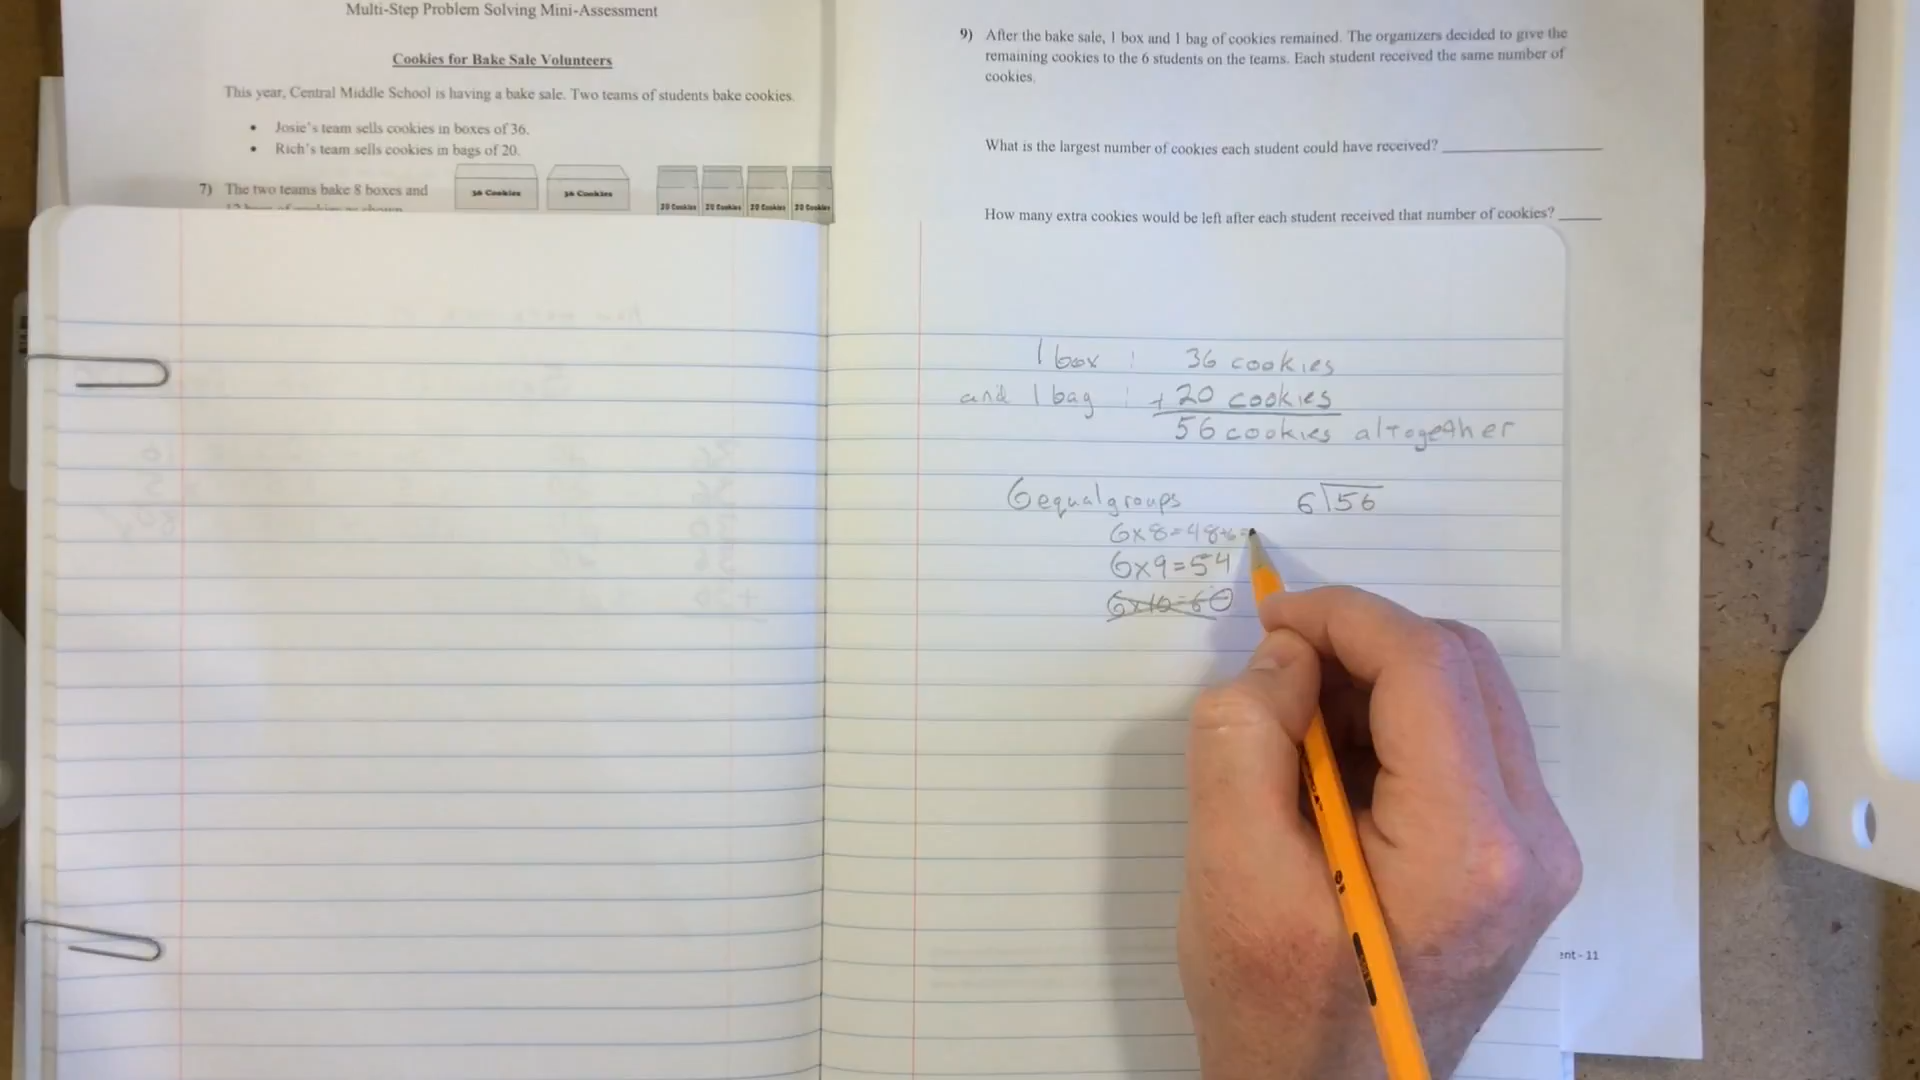 Multi-Step Problem Solving Mini-Assessment
Cookies for Bake Sale Volunteers
This year, Central Middle School is having a bake sale. Two teams of students bake cookies.
• Josie's team sells cookies in boxes of 36.
• Rich's team sells cookies in bags of 20.
7) The two teams bake 8 boxes and
36 Cookies
36 Cookies
20 Cookies
20 Cookies
20 Cookies
20 Cookies
9) After the bake sale, 1 box and 1 bag of cookies remained. The organizers decided to give the
remaining cookies to the 6 students on the teams. Each student received the same number of
cookies.
What is the largest number of cookies each student could have received?
How many extra cookies would be left after each student received that number of cookies?
1 box : 36 cookies
and 1 bag : + 20 cookies
56 cookies altogether
6 equal groups
6 56
6x8=48+6=
6x9=54
6x10=60
ent - 11